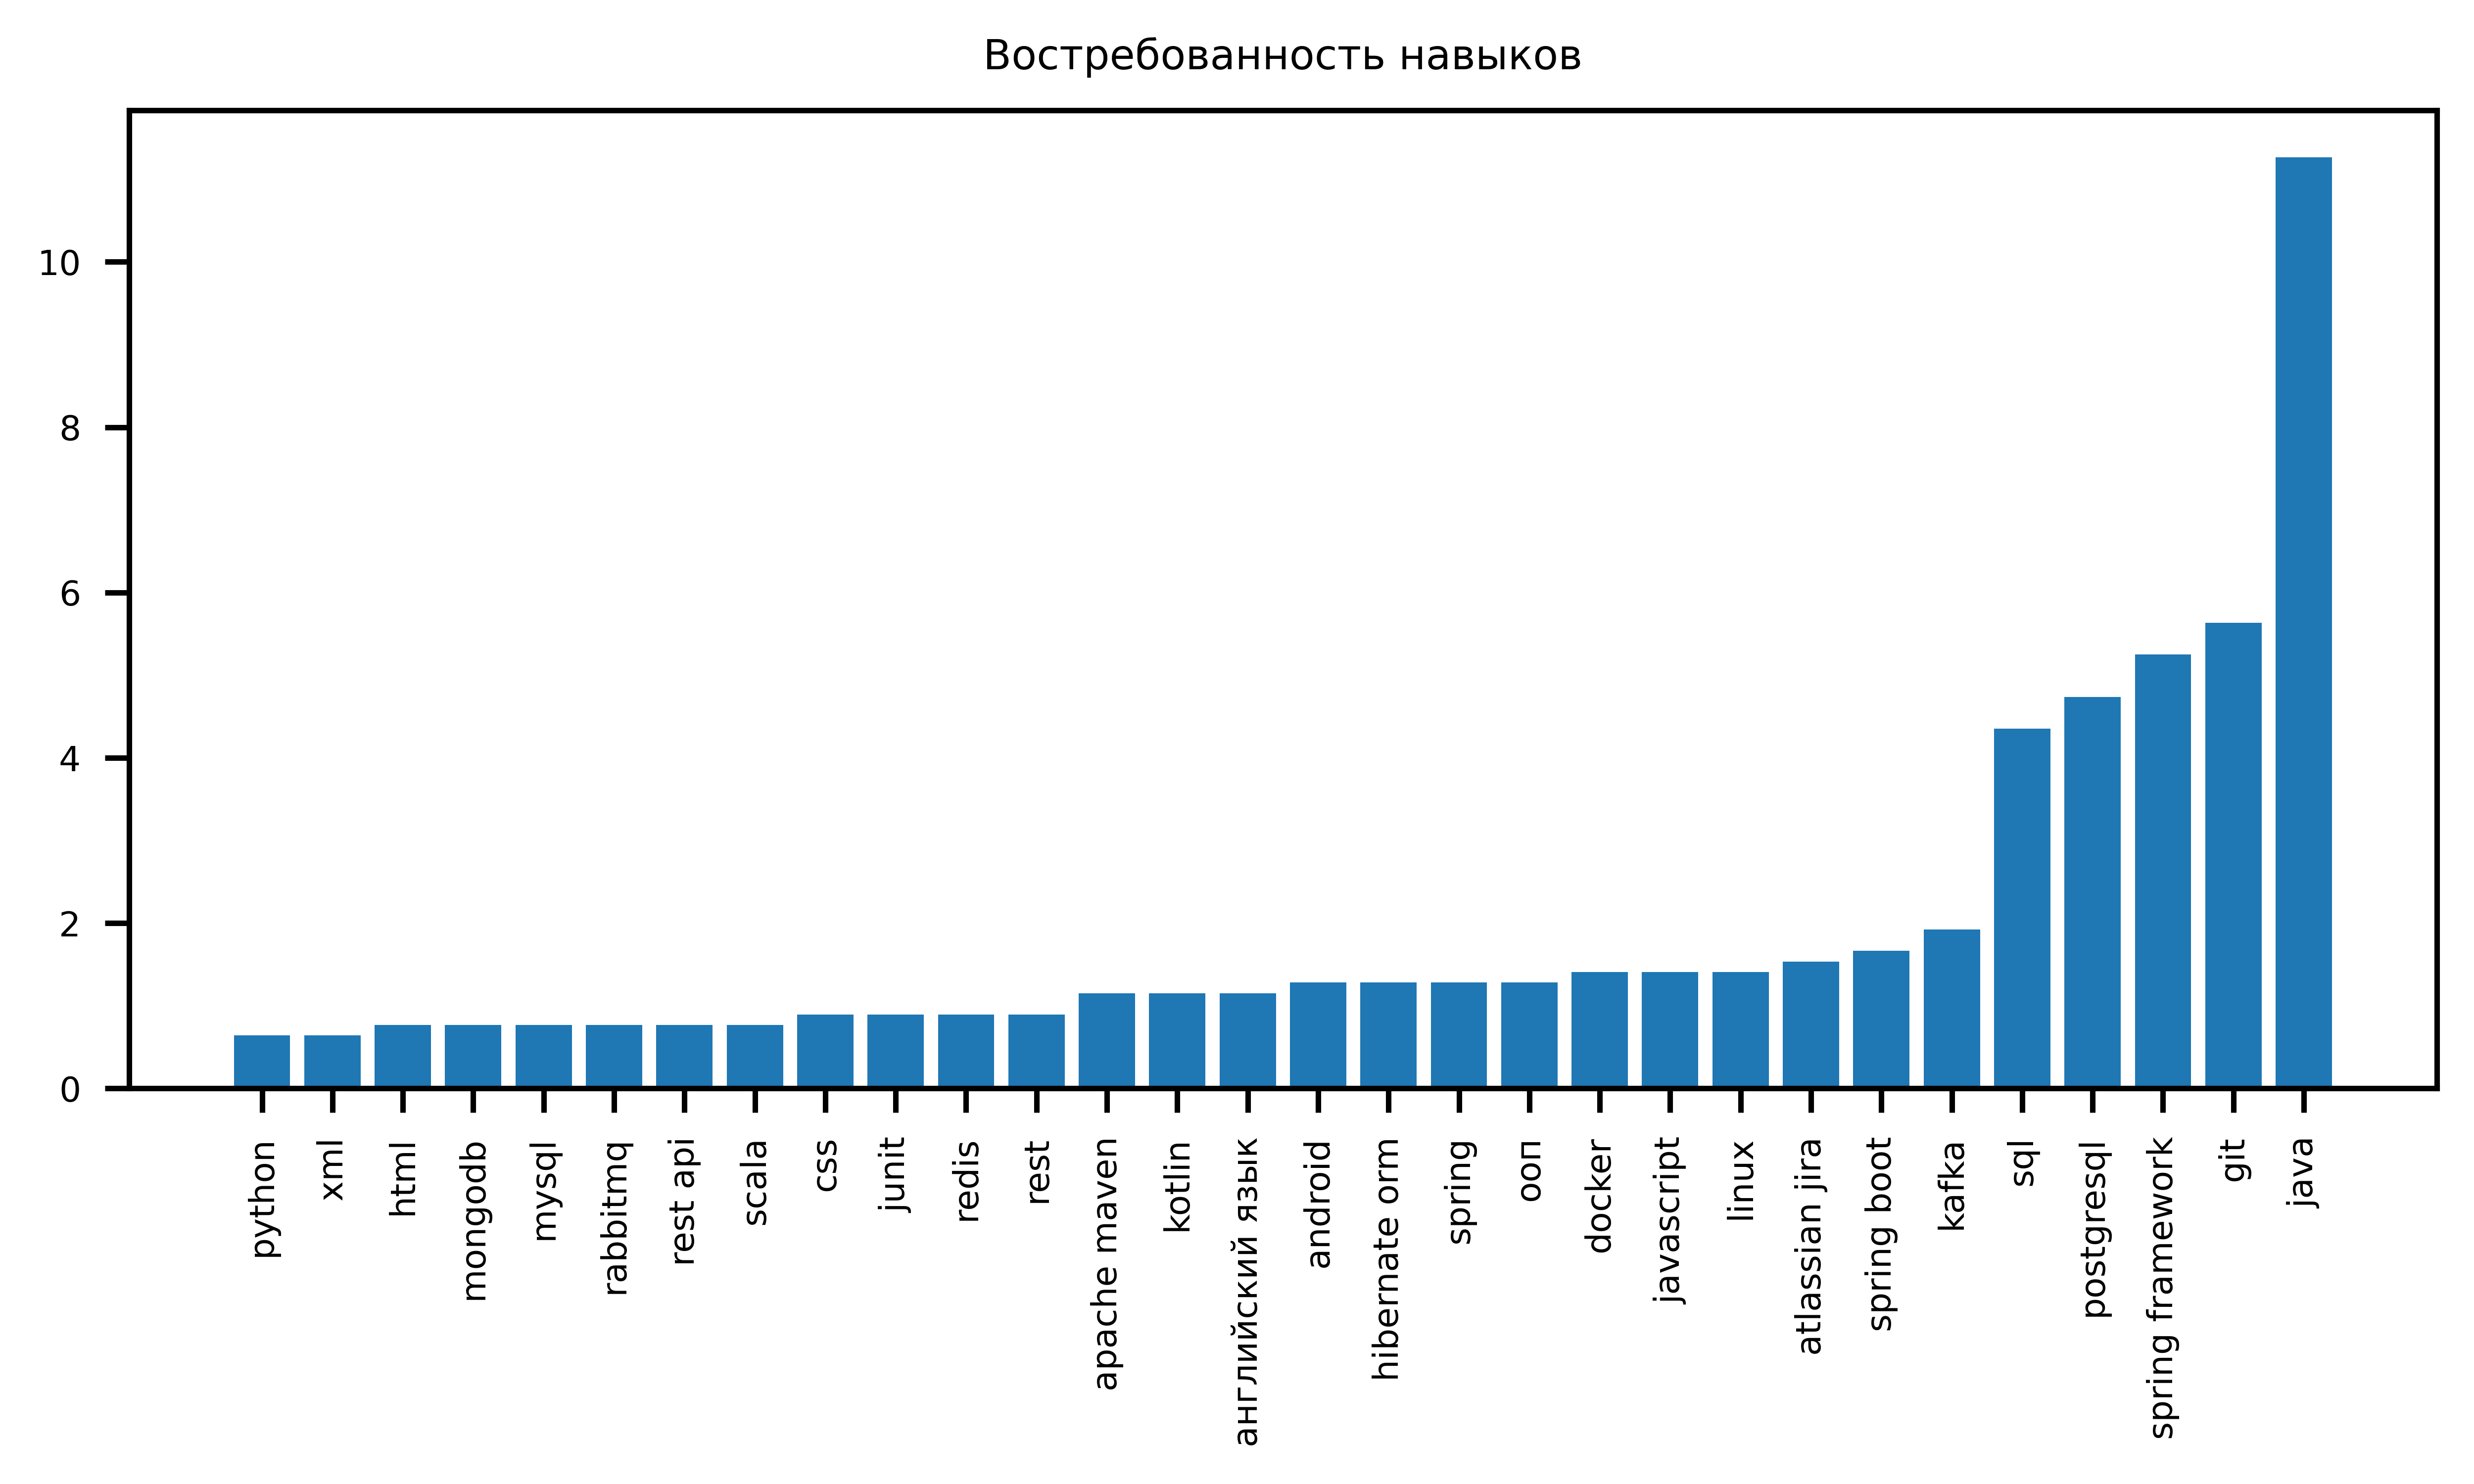 Востребованность навыков
10
8
6
4
2
0
python
xml
html
mongodb
mysql
rabbitmq
rest api
scala
css
junit
redis
rest
apache maven
kotlin
английский язык
android
hibernate orm
spring
ооп
docker
javascript
linux
atlassian jira
spring boot
kafka
sql
postgresql
spring framework
git
java